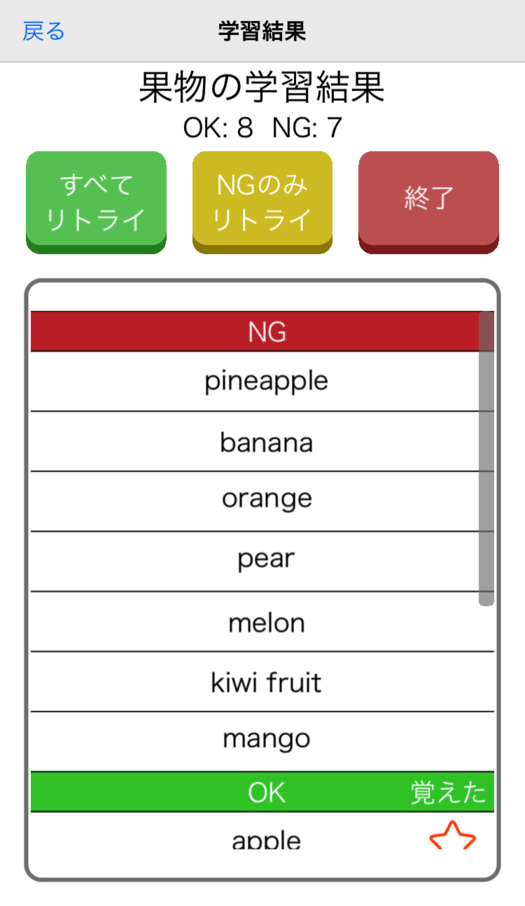 戻る
学習結果
果物の学習結果
OK: 8 NG: 7
すべて
リトライ
NGのみ
リトライ
終了
NG
pineapple
banana
orange
pear
melon
kiwi fruit
mango
OK
覚えた
apple